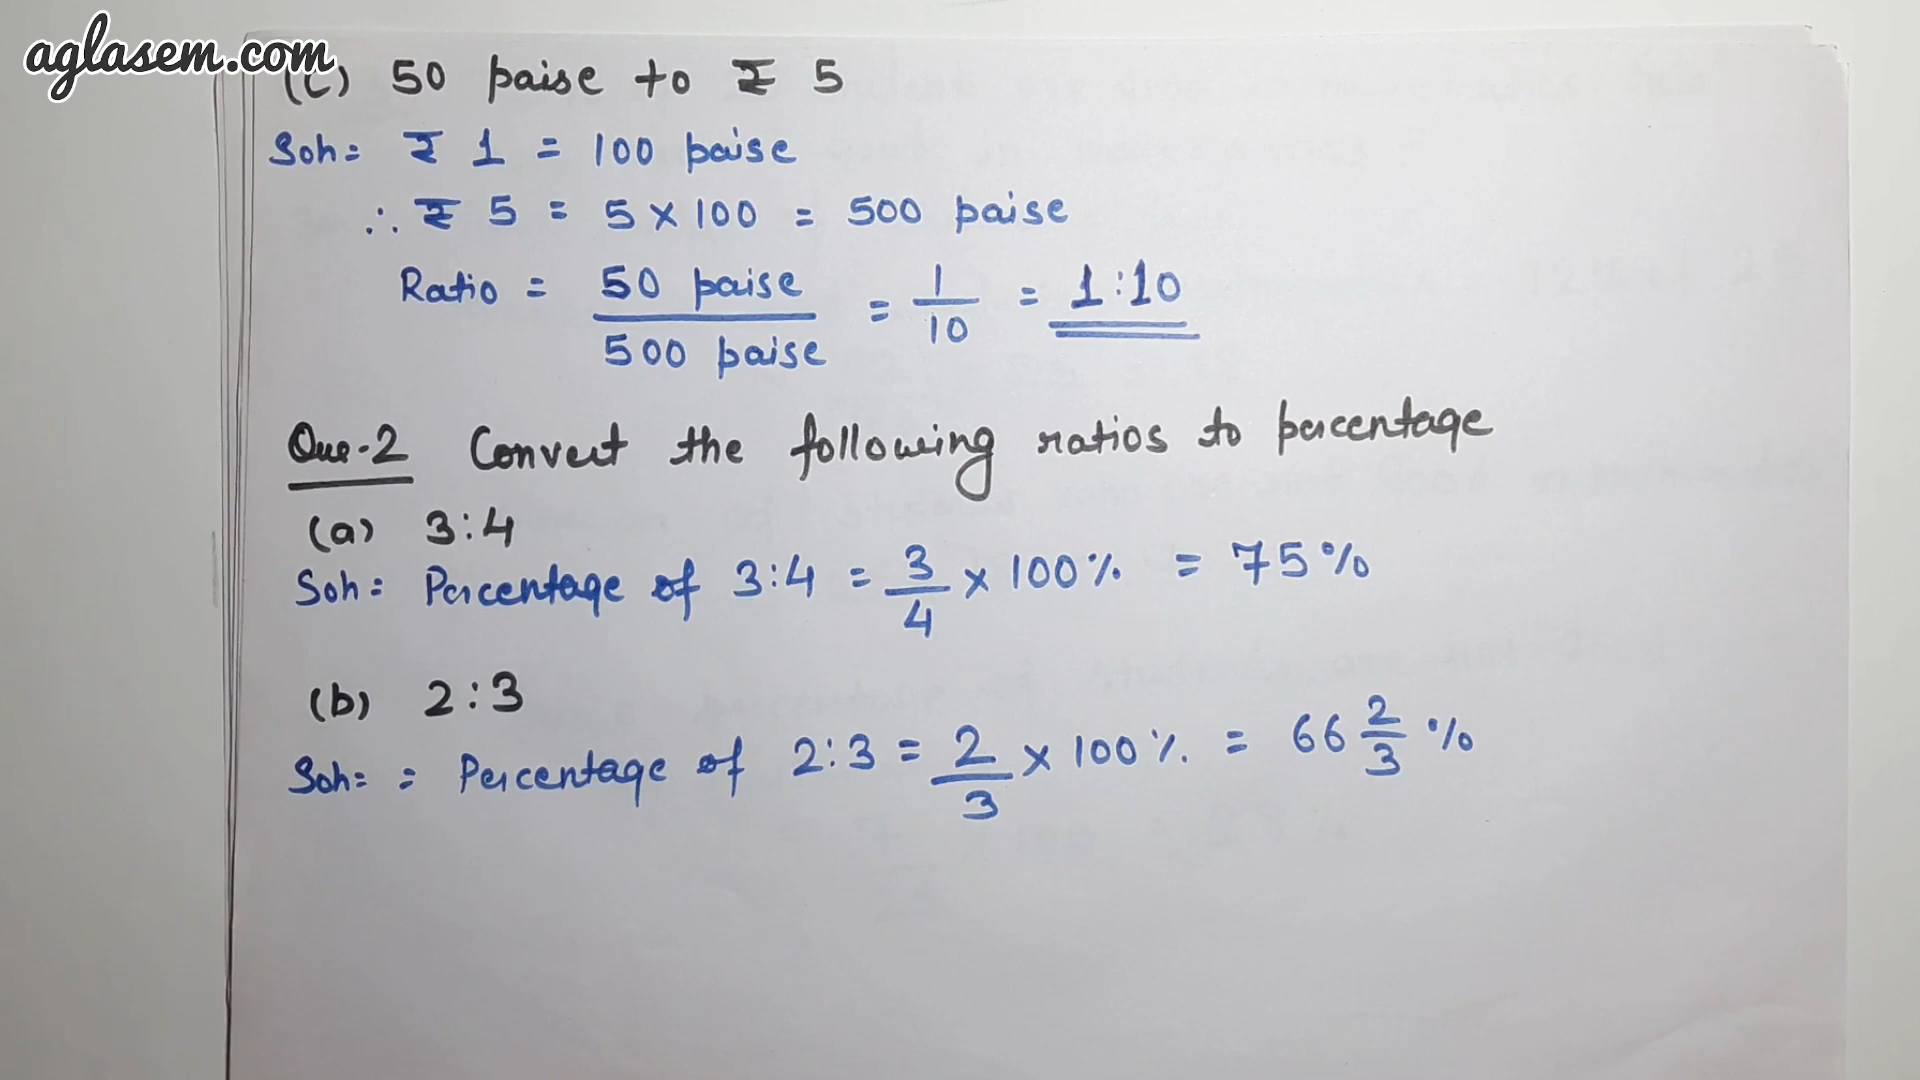 aglasem.com
(C) 50 paise to ₹ 5
Soln= ₹ 1 = 100 paise
∴ ₹ 5 = 5 × 100 = 500 paise
Ratio = 50 paise / 500 paise = 1/10 = 1:10
Que-2 Convert the following ratios to percentage
(a) 3:4
Soln= Percentage of 3:4 = 3/4 × 100% = 75%
(b) 2:3
Soln= = Percentage of 2:3 = 2/3 × 100% = 66 2/3 %